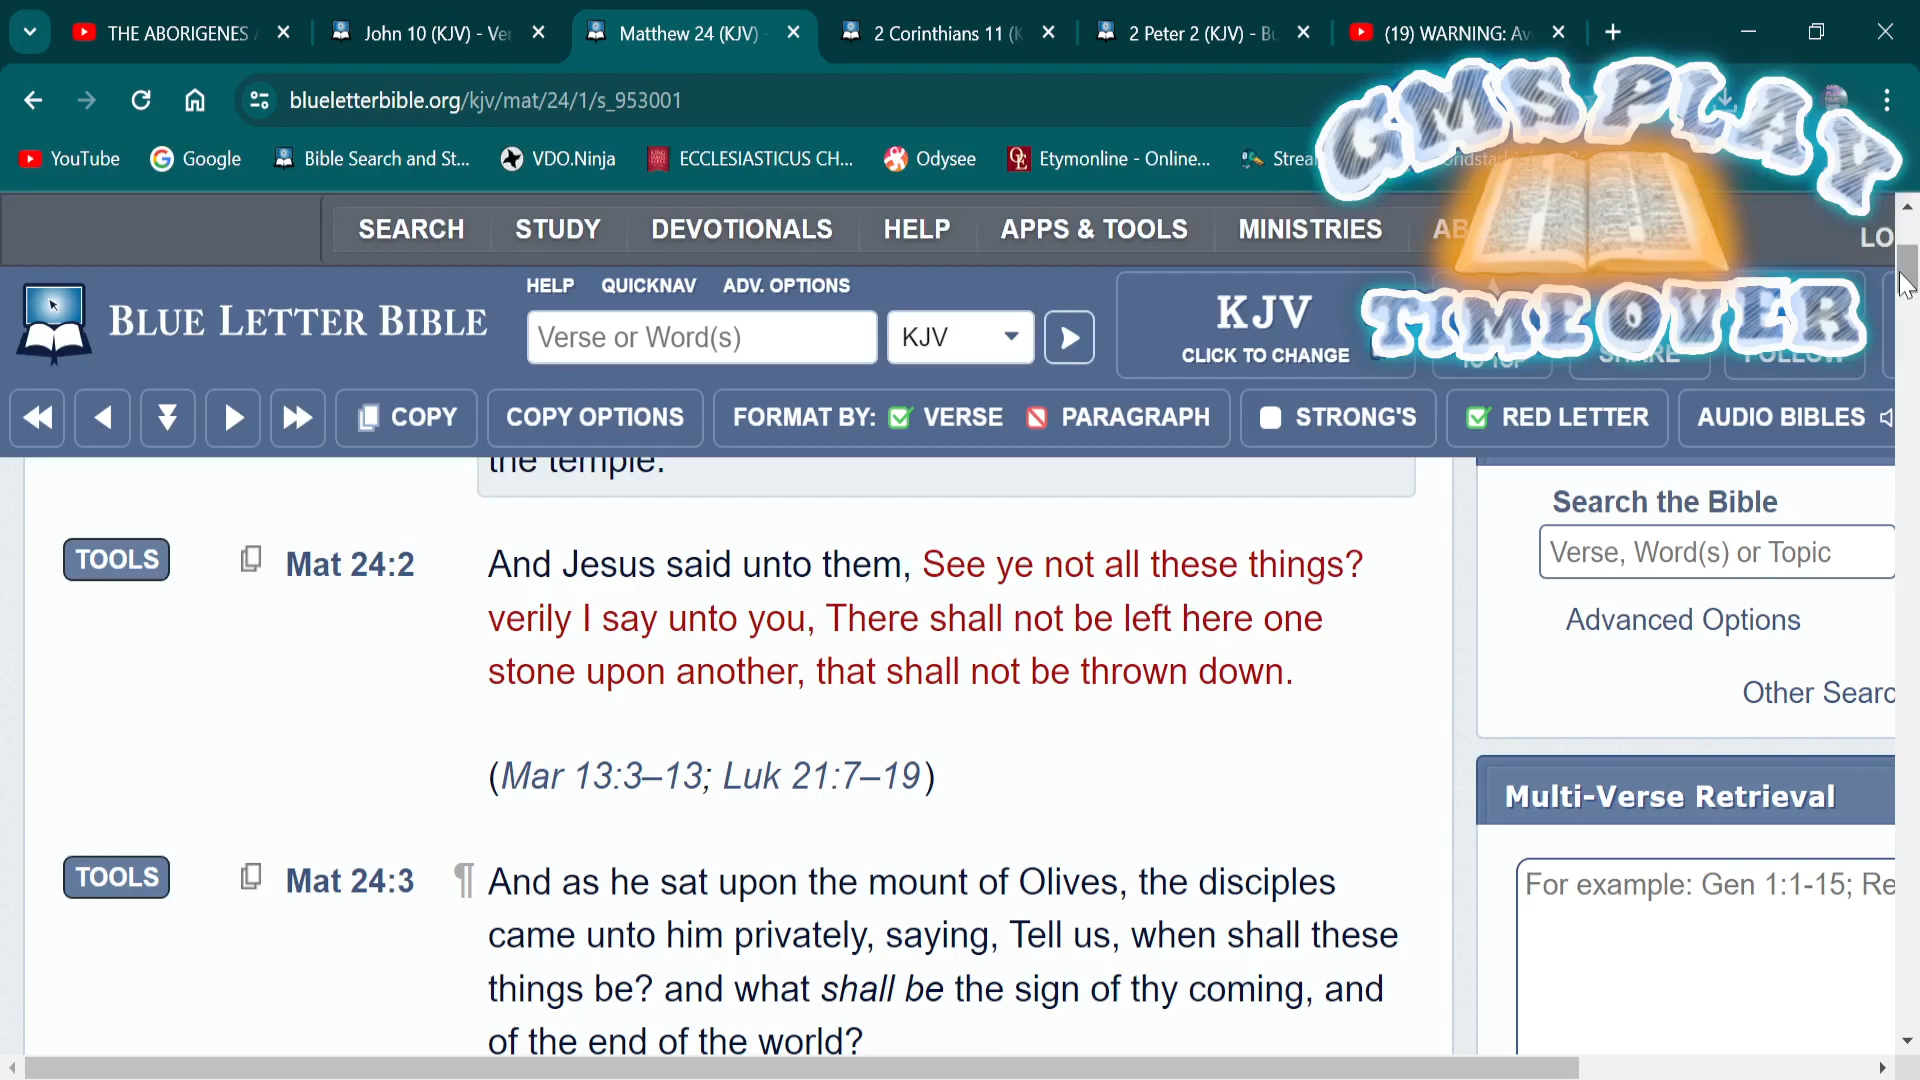 THE ABORIGENES
John 10 (KJV) - Ver
Matthew 24 (KJV)
2 Corinthians 11 (K
2 Peter 2 (KJV) - B
(19) WARNING: Av
blueletterbible.org/kjv/mat/24/1/s_953001
YouTube
Google
Bible Search and St...
VDO.Ninja
ECCLESIASTICUS CH...
Odysee
Etymonline - Online...
GMS PLAY
TIME OVER
SEARCH
STUDY
DEVOTIONALS
HELP
APPS & TOOLS
MINISTRIES
BLUE LETTER BIBLE
HELP
QUICKNAV
ADV. OPTIONS
Verse or Word(s)
KJV
KJV
CLICK TO CHANGE
SHARE
FOLLOW
COPY
COPY OPTIONS
FORMAT BY:
VERSE
PARAGRAPH
STRONG'S
RED LETTER
AUDIO BIBLES
the temple.
TOOLS
Mat 24:2
And Jesus said unto them, See ye not all these things?
verily I say unto you, There shall not be left here one
stone upon another, that shall not be thrown down.
(Mar 13:3–13; Luk 21:7–19)
TOOLS
Mat 24:3
¶ And as he sat upon the mount of Olives, the disciples
came unto him privately, saying, Tell us, when shall these
things be? and what shall be the sign of thy coming, and
of the end of the world?
Search the Bible
Verse, Word(s) or Topic
Advanced Options
Other Searc
Multi-Verse Retrieval
For example: Gen 1:1-15; Re